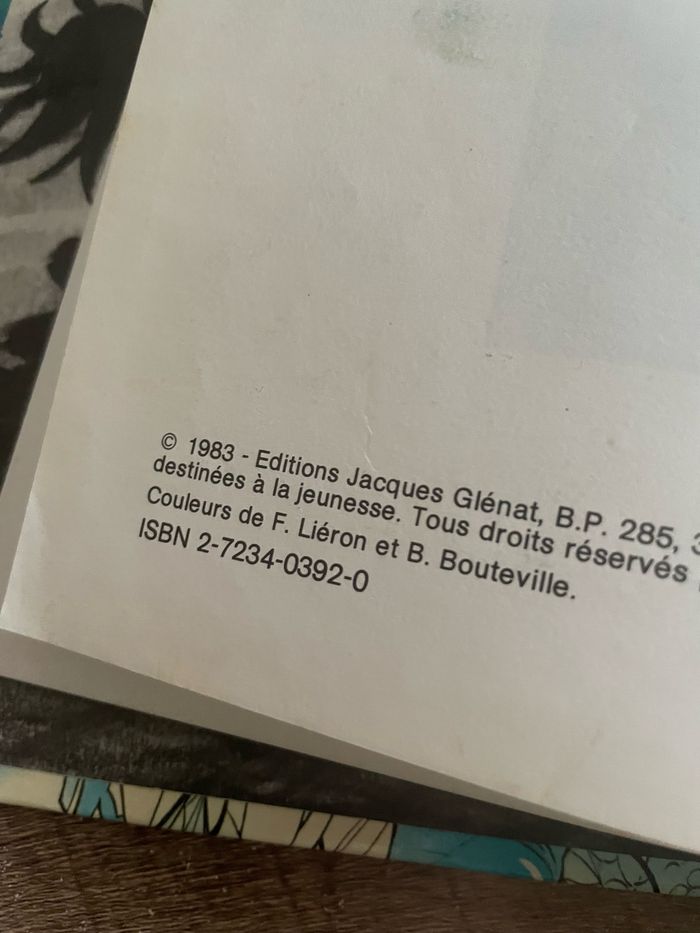 © 1983 - Editions Jacques Glénat, B.P. 285,
destinées à la jeunesse. Tous droits réservés
Couleurs de F. Liéron et B. Bouteville.
ISBN 2-7234-0392-0